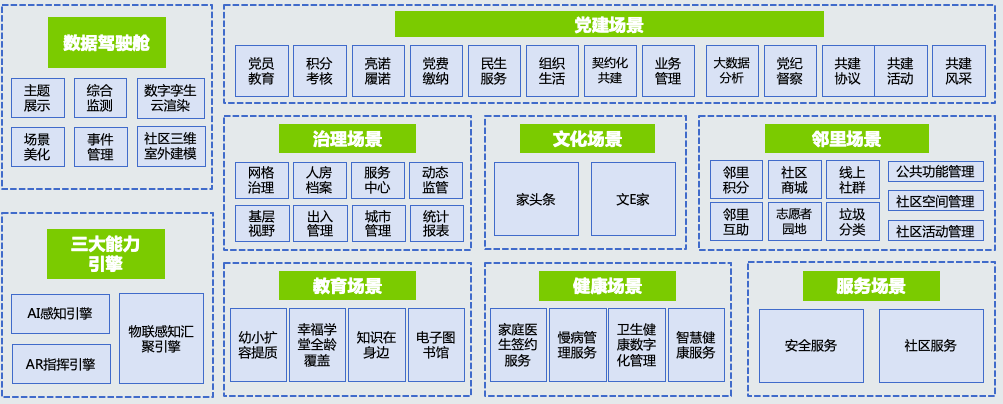 数据驾驶舱
主题
展示
综合
监测
数字孪生
云渲染
场景
美化
事件
管理
社区三维
室外建模
三大能力
引擎
AI感知引擎
AR指挥引擎
物联感知汇
聚引擎
党建场景
党员
教育
积分
考核
亮诺
履诺
党费
缴纳
民生
服务
组织
生活
契约化
共建
业务
管理
大数据
分析
党纪
督察
共建
协议
共建
活动
共建
风采
治理场景
网格
治理
人房
档案
服务
中心
动态
监管
基层
视野
出入
管理
城市
管理
统计
报表
文化场景
家头条
文E家
邻里场景
邻里
积分
社区
商城
线上
社群
邻里
互助
志愿者
园地
垃圾
分类
公共功能管理
社区空间管理
社区活动管理
教育场景
幼小扩
容提质
幸福学
堂全龄
覆盖
知识在
身边
电子图
书馆
健康场景
家庭医
生签约
服务
慢病管
理服务
卫生健
康数字
化管理
智慧健
康服务
服务场景
安全服务
社区服务